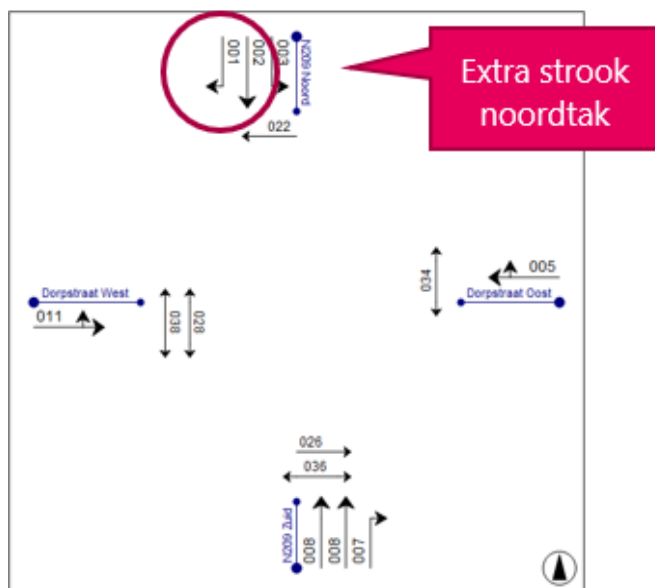 001
002
003
N209 Noord
Extra strook
noordtak
022
Dorpstraat West
011
038
028
034
005
Dorpstraat Oost
026
036
N209 Zuid
008
008
007